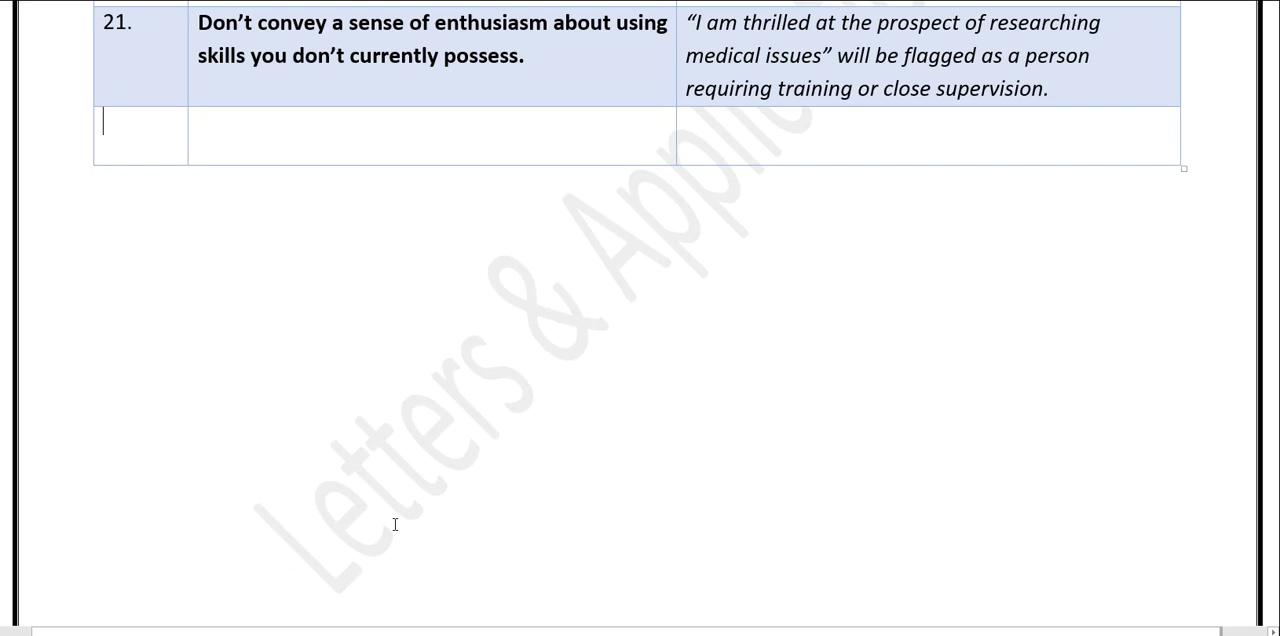 21.
Don’t convey a sense of enthusiasm about using
skills you don’t currently possess.
“I am thrilled at the prospect of researching
medical issues” will be flagged as a person
requiring training or close supervision.
Letters & Applic